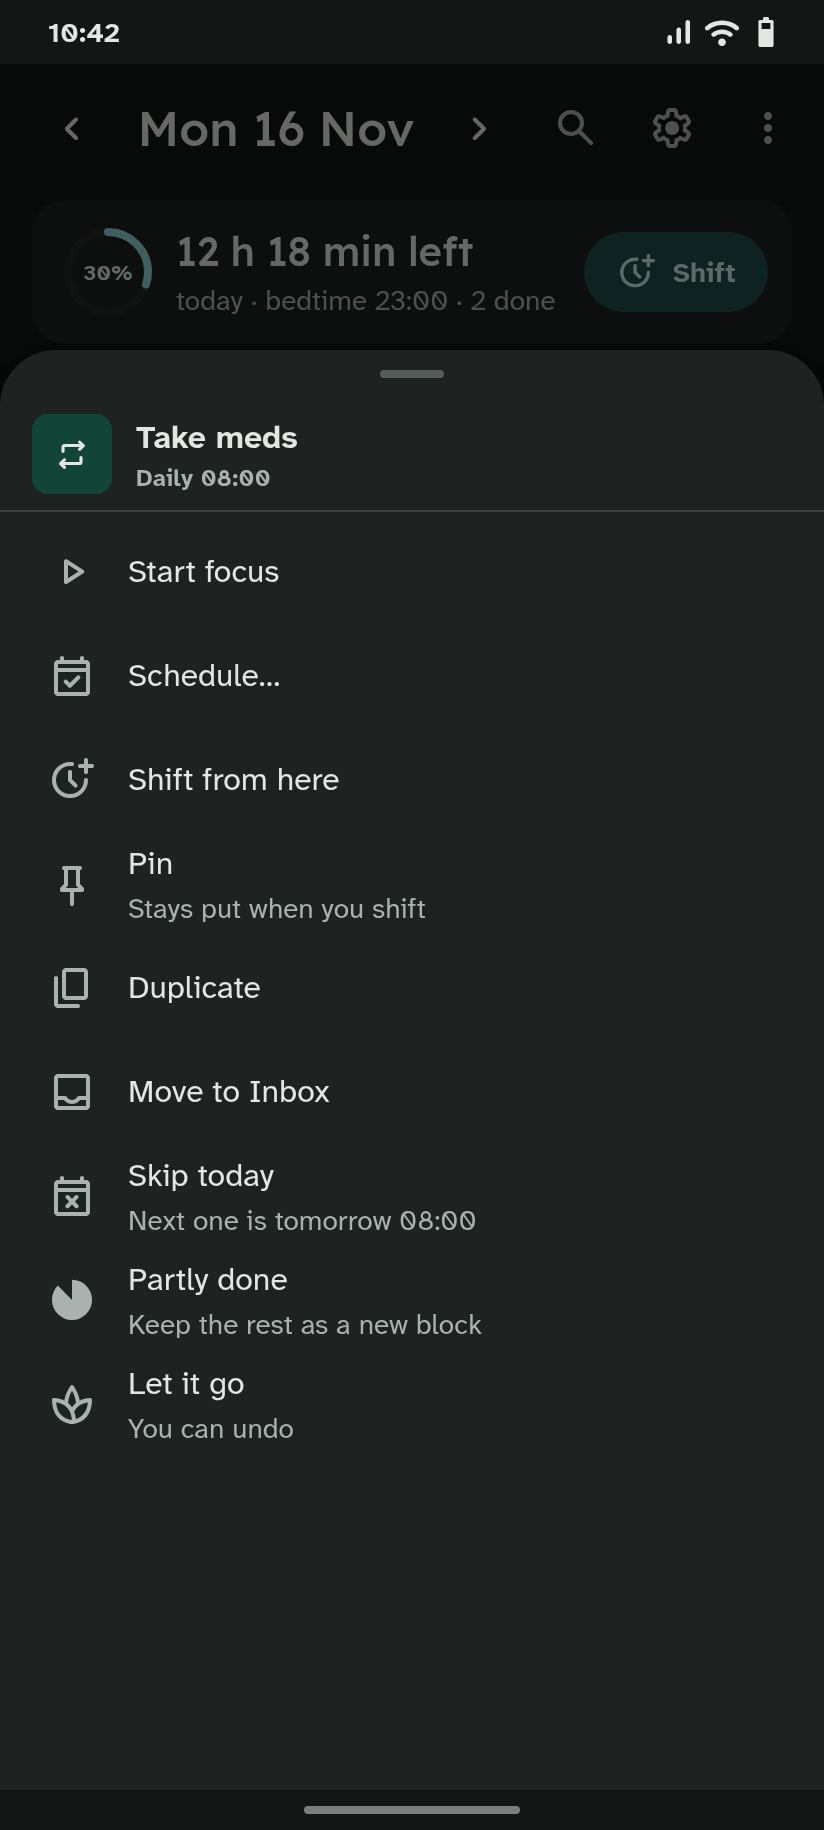 10:42
Mon 16 Nov
30%
12 h 18 min left
today · bedtime 23:00 · 2 done
Shift
Take meds
Daily 08:00
Start focus
Schedule...
Shift from here
Pin
Stays put when you shift
Duplicate
Move to Inbox
Skip today
Next one is tomorrow 08:00
Partly done
Keep the rest as a new block
Let it go
You can undo